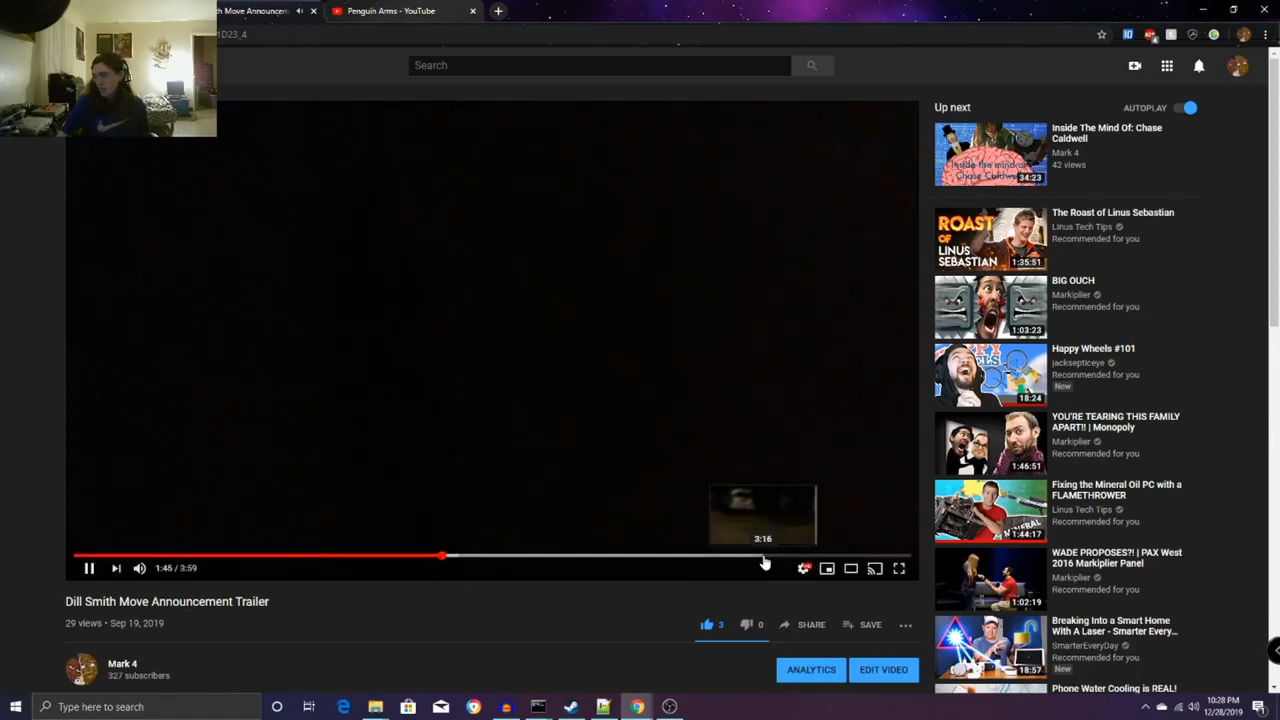 Move Announcem
Penguin Arms - YouTube
1D23_4
Search
Up next
AUTOPLAY
Inside The Mind Of: Chase
Caldwell
Mark 4
42 views
Inside the mind of
Chase Caldwell
34:23
The Roast of Linus Sebastian
Linus Tech Tips
Recommended for you
ROAST
OF
LINUS
SEBASTIAN
1:35:51
BIG OUCH
Markiplier
Recommended for you
1:03:23
Happy Wheels #101
jacksepticeye
Recommended for you
New
18:24
YOU'RE TEARING THIS FAMILY
APART!! | Monopoly
Markiplier
Recommended for you
1:46:51
Fixing the Mineral Oil PC with a
FLAMETHROWER
Linus Tech Tips
Recommended for you
MINERAL
1:44:17
WADE PROPOSES?! | PAX West
2016 Markiplier Panel
Markiplier
Recommended for you
1:02:19
Breaking Into a Smart Home
With A Laser - Smarter Every...
SmarterEveryDay
Recommended for you
New
18:57
Phone Water Cooling is REAL!
3:16
1:45 / 3:59
Dill Smith Move Announcement Trailer
29 views • Sep 19, 2019
3
0
SHARE
SAVE
Mark 4
327 subscribers
ANALYTICS
EDIT VIDEO
Type here to search
10:28 PM
12/28/2019